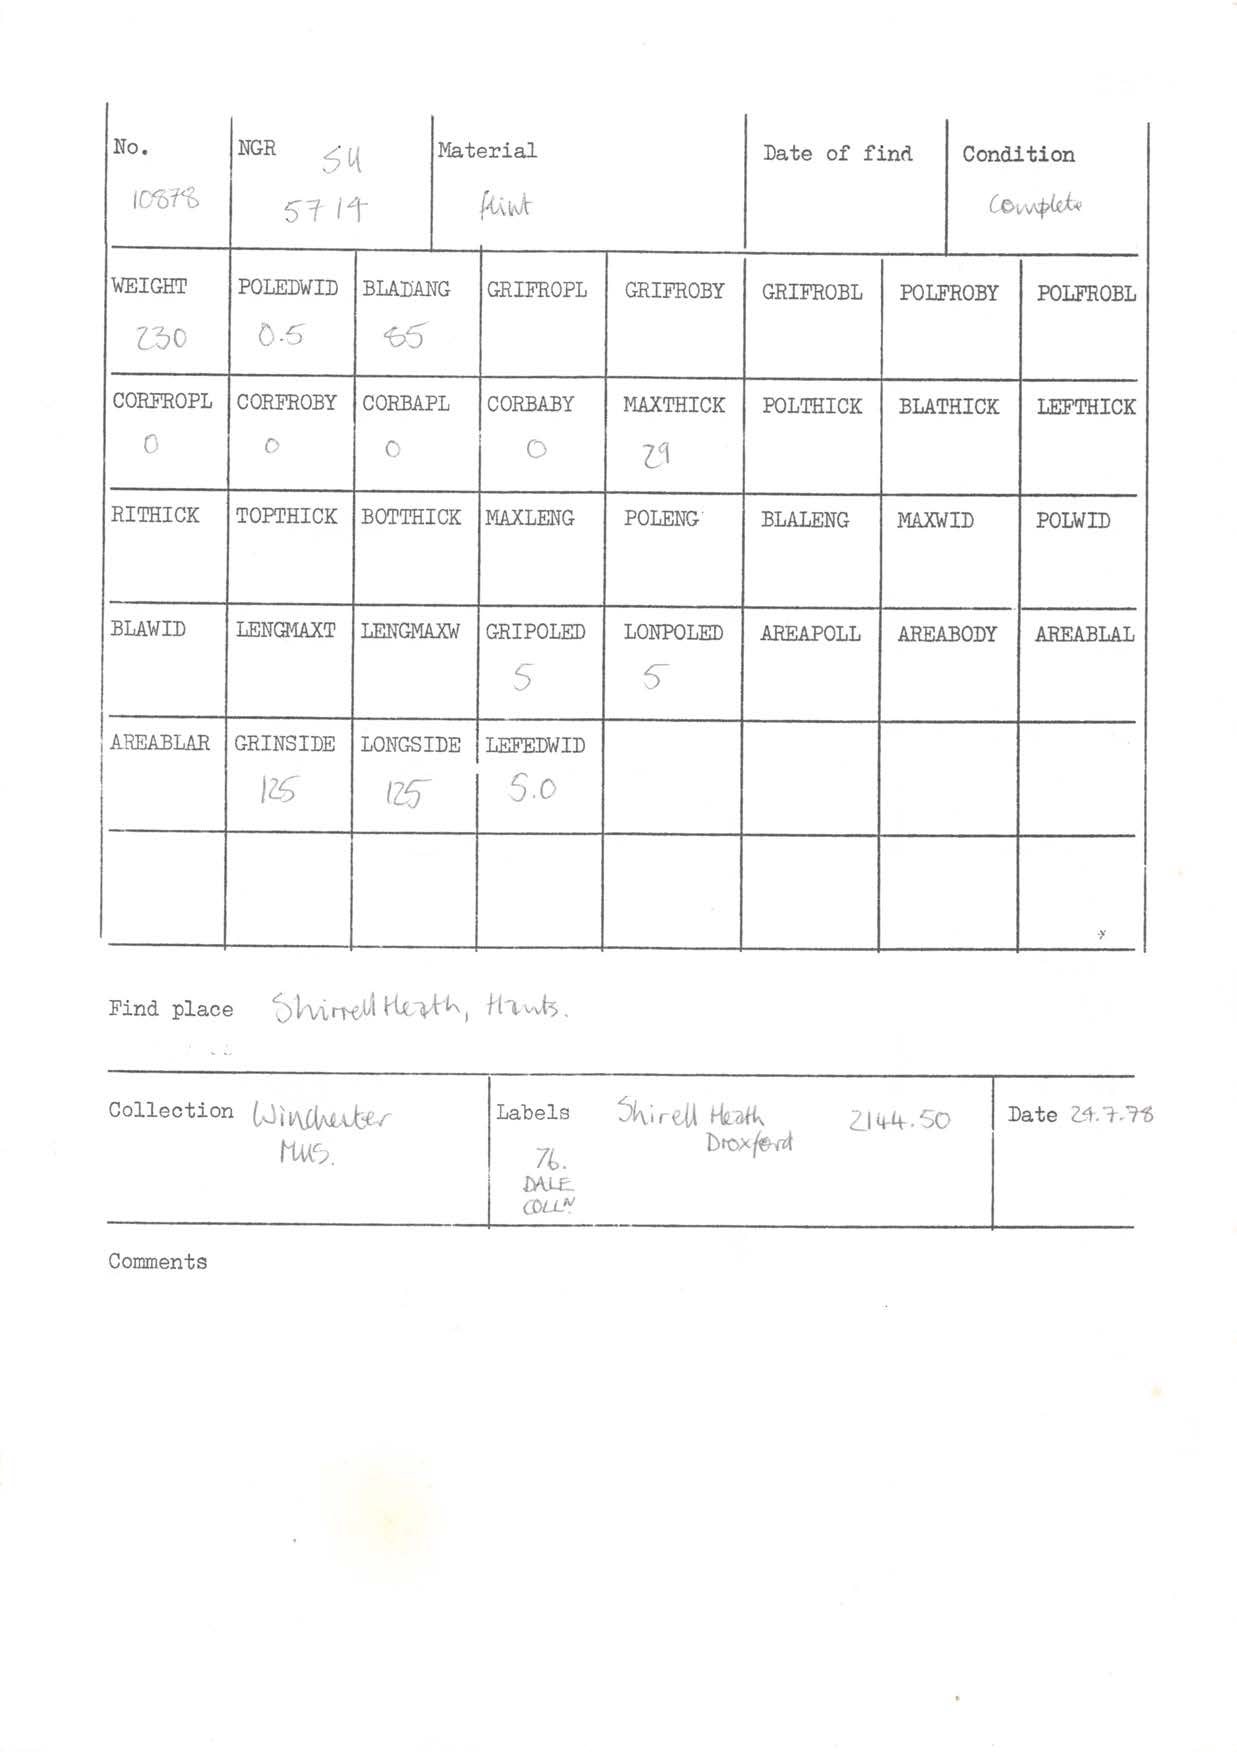 No. NGR SU Material Date of find Condition
10878 5714 flint Complete
WEIGHT POLEDWID BLADANG GRIFROPL GRIFROBY GRIFROBL POLFROBY POLFROBL
230 0.5
CORFROPL CORFROBY CORBAPL CORBABY MAXTHICK POLTHICK BLATHICK LEFTHICK
0 0 0 0 29
RITHICK TOPTHICK BOTTHICK MAXLENG POLENG BLALENG MAXWID POLWID
BLAWID LENGMAXT LENGMAXW GRIPOLED LONPOLED AREAPOLL AREABODY AREABLAL
5 5
AREABLAR GRINSIDE LONGSIDE LEFEDWID
125 125 5.0
Find place Shirrell Heath, Hants.
Collection Winchester Mus.
Labels Shirell Heath 2144.50
Droxford
76.
DALE
COLLN.
Date 24.7.78
Comments